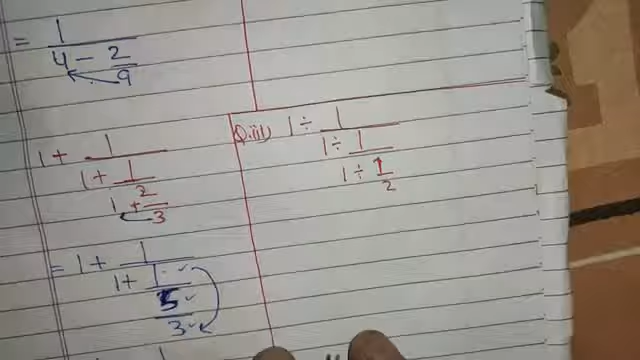 = 1
4 - 2
9
1 + 1
1 + 1
1 + 2
3
= 1 + 1
1 + 1
5
3
Q.iii) 1 ÷ 1
1 ÷ 1
1 ÷ 1
2